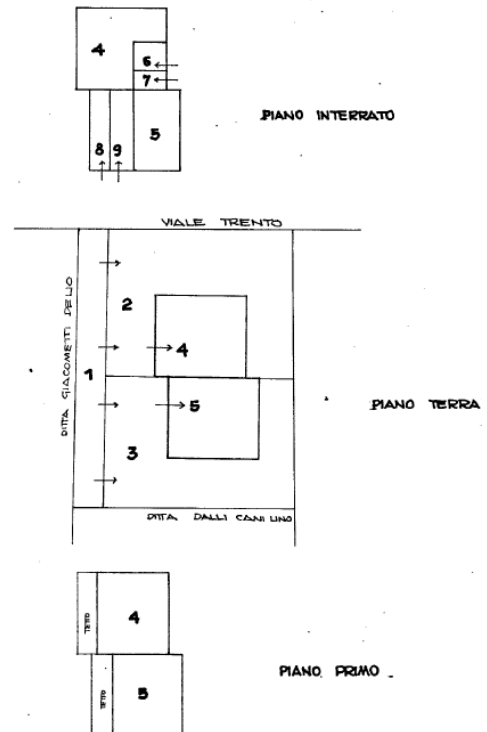 4
6
7
PIANO INTERRATO
8
9
5
VIALE TRENTO
DITTA GIACOMETTI DELIO
2
4
1
5
PIANO TERRA
3
DITTA DALLI CANI LINO
TETTO
4
PIANO PRIMO
TETTO
5